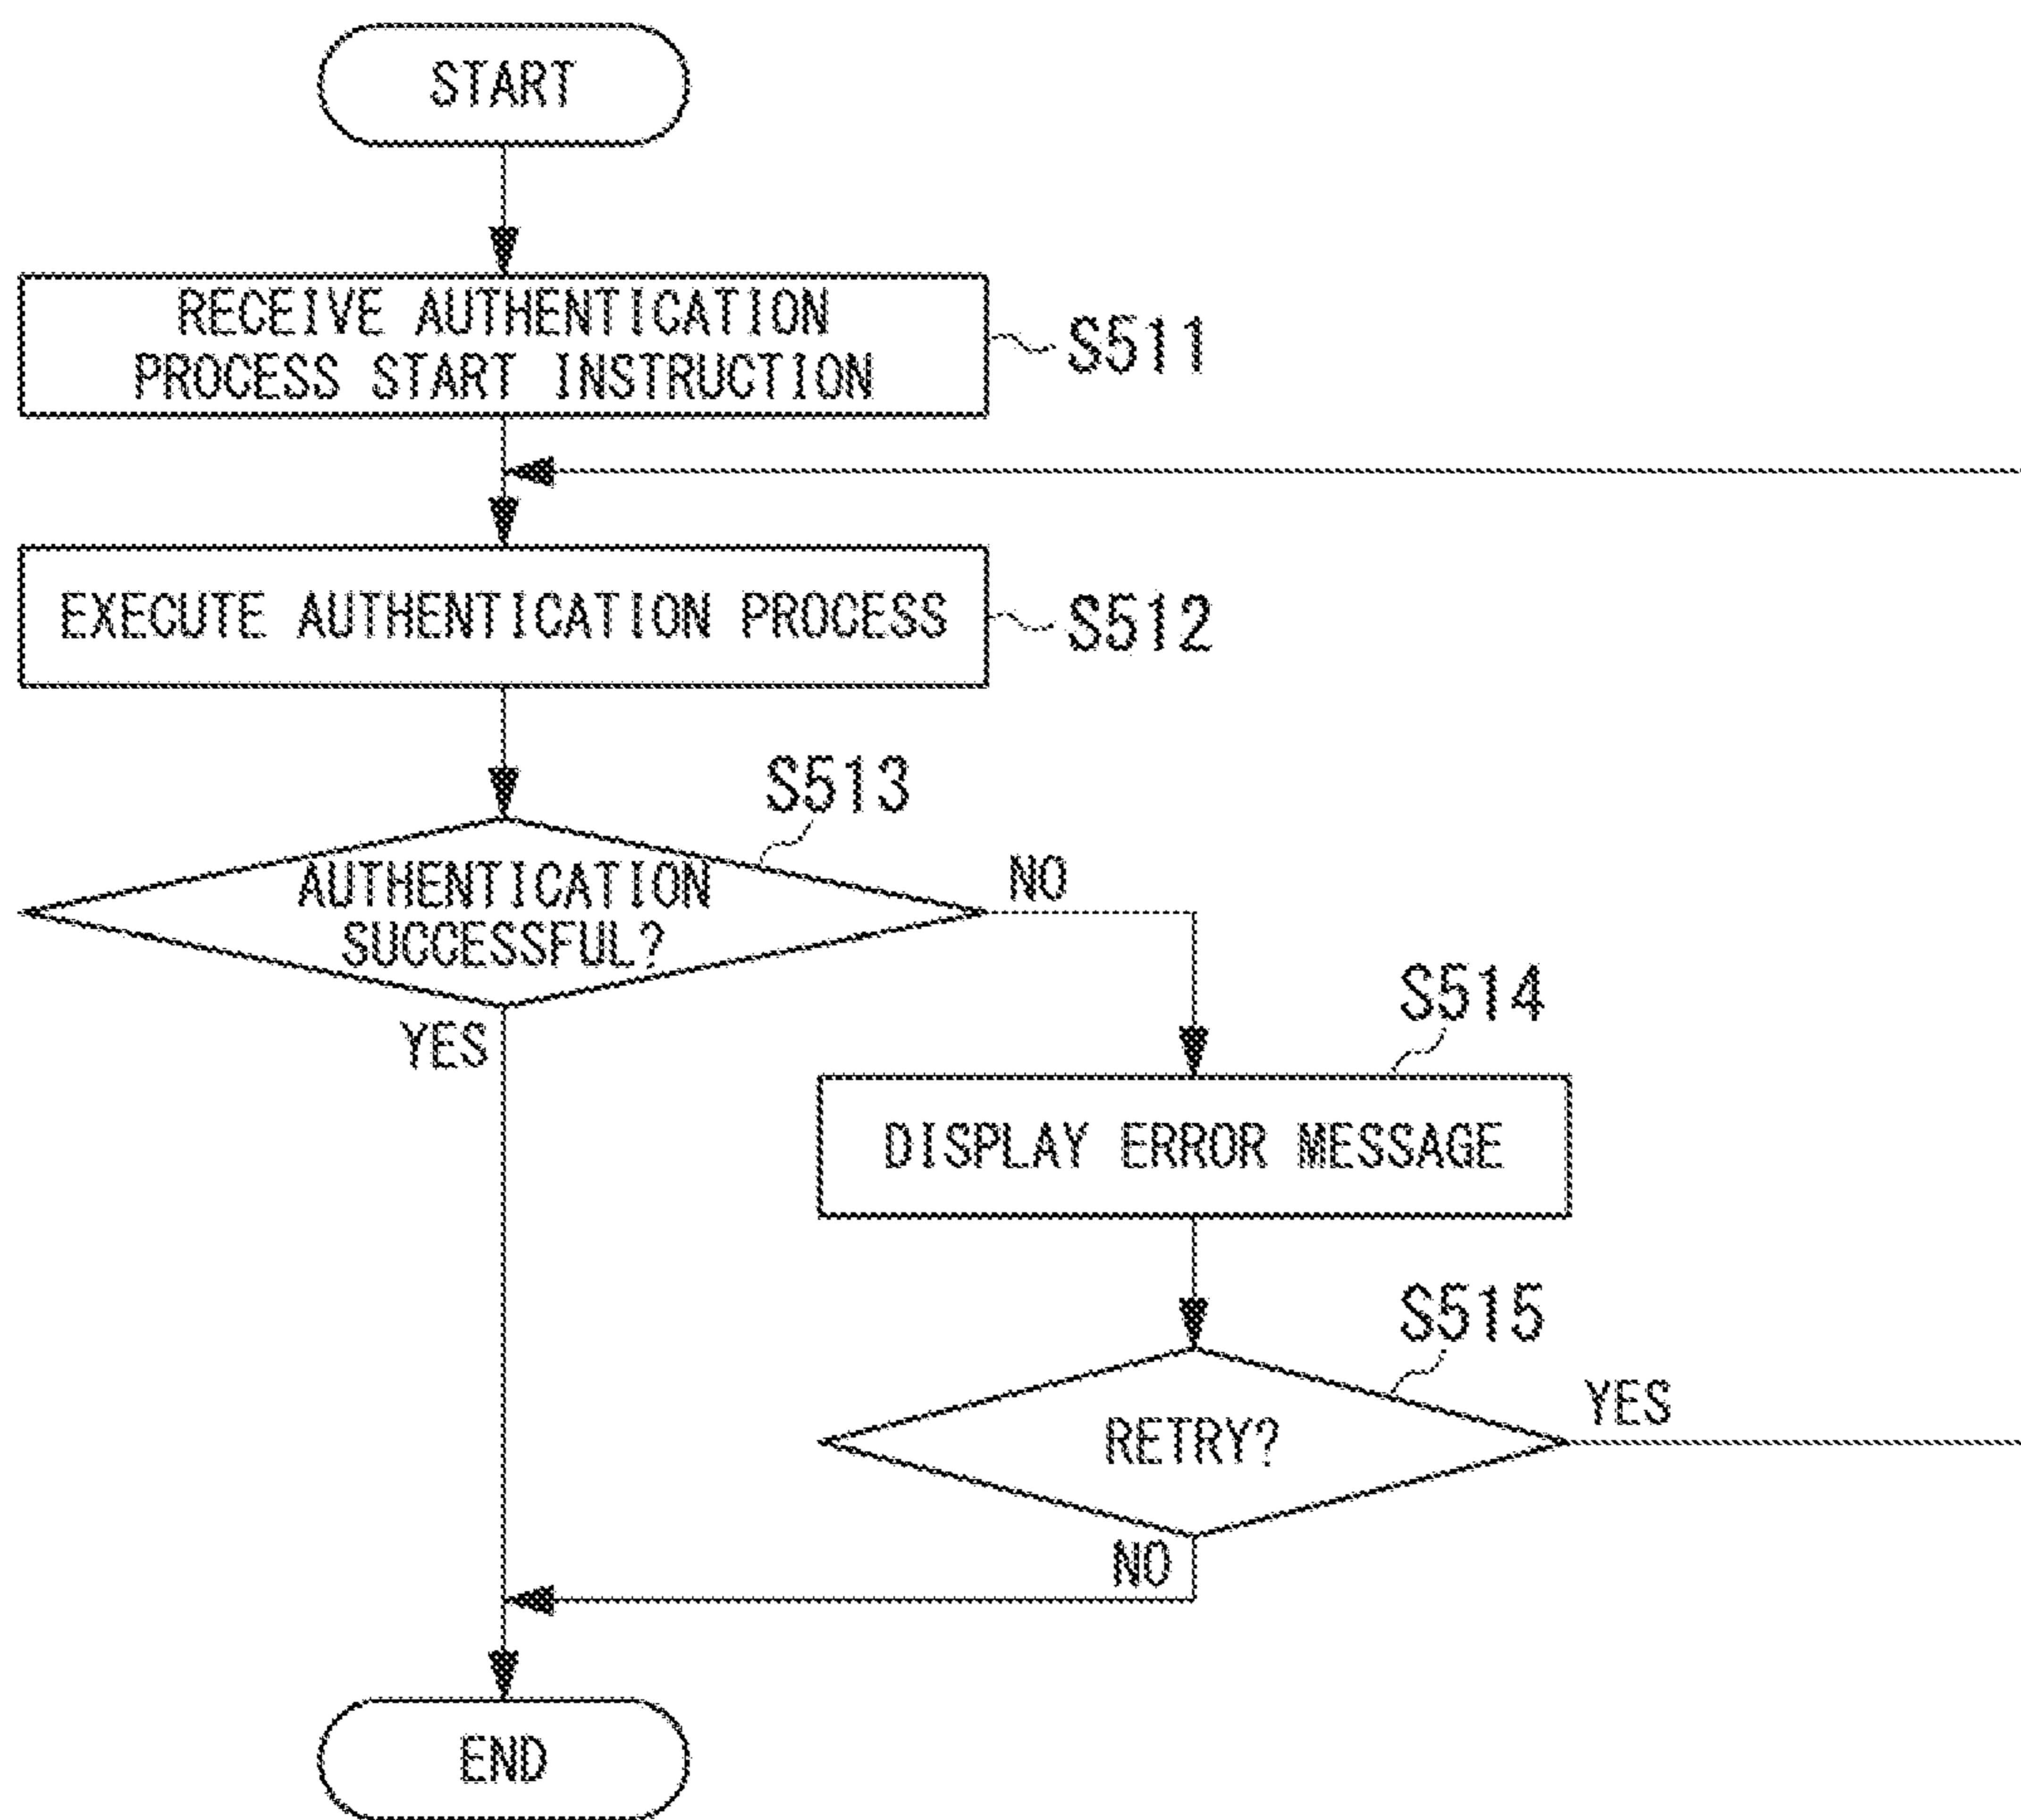 START
RECEIVE AUTHENTICATION
PROCESS START INSTRUCTION
S511
EXECUTE AUTHENTICATION PROCESS
S512
S513
AUTHENTICATION
SUCCESSFUL?
NO
YES
S514
DISPLAY ERROR MESSAGE
S515
RETRY?
YES
NO
END